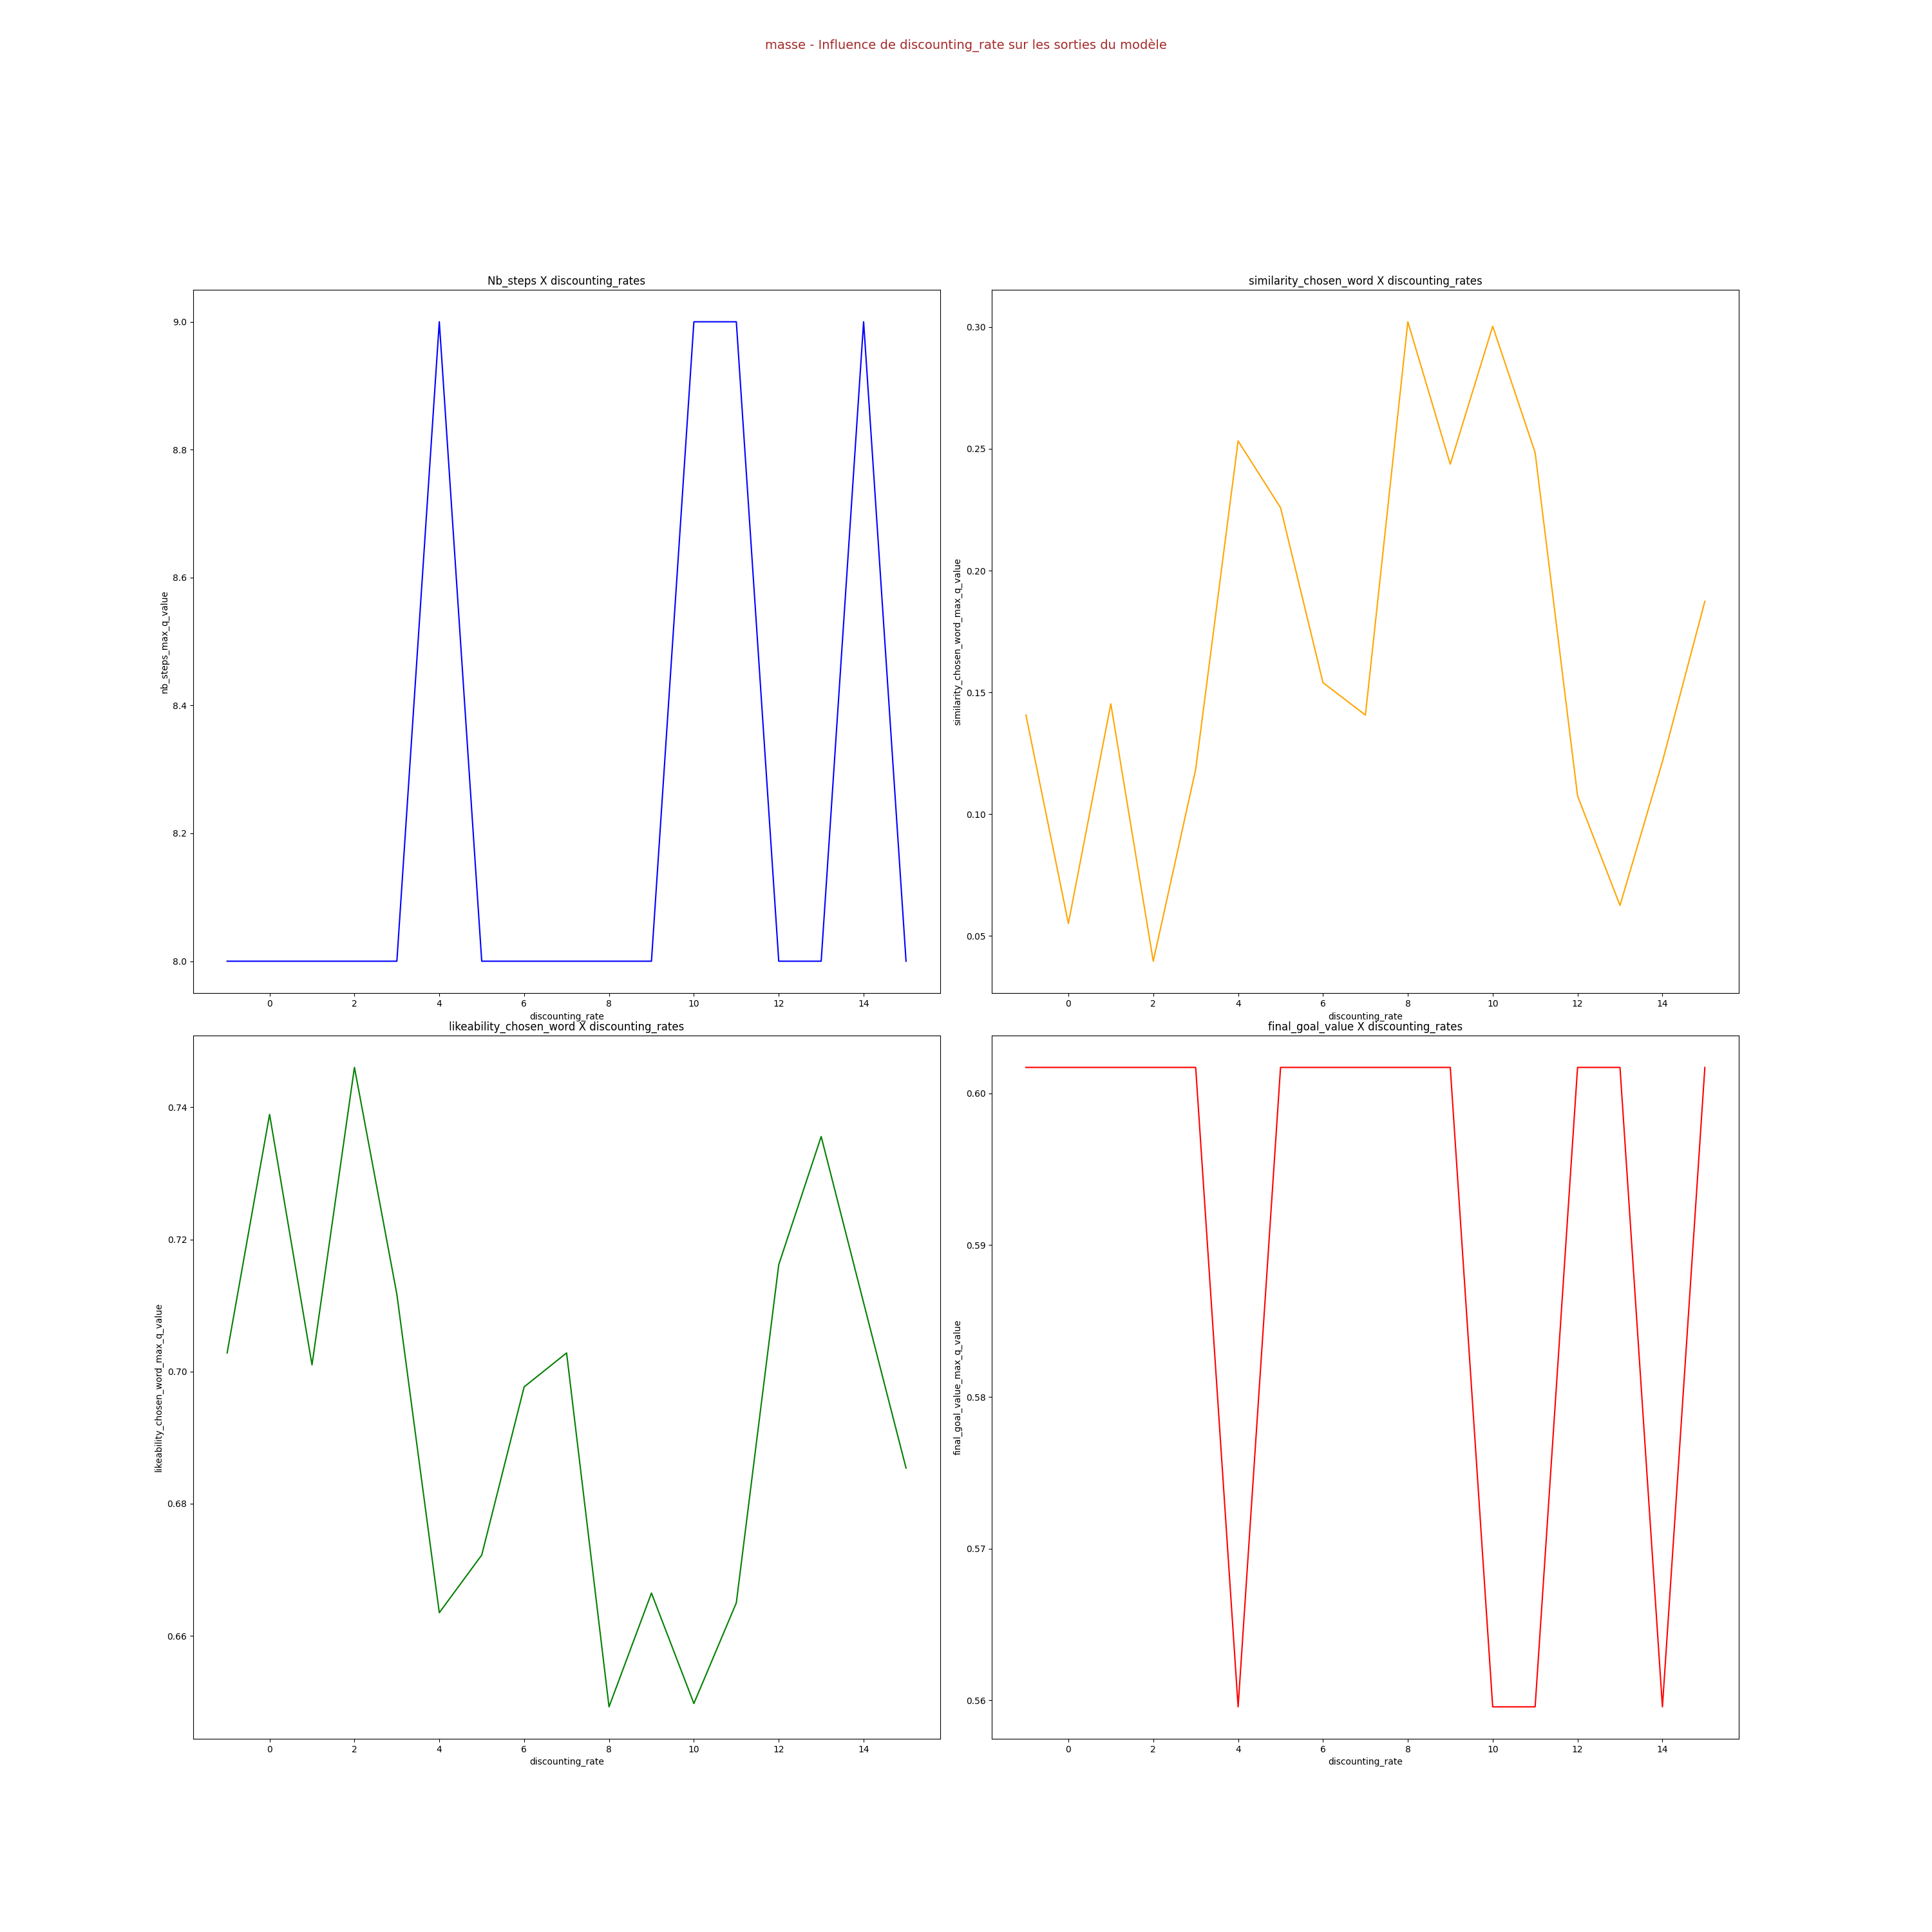 masse - Influence de discounting_rate sur les sorties du modèle
Nb_steps X discounting_rates
9.0
8.8
8.6
8.4
8.2
8.0
nb_steps_max_q_value
0 2 4 6 8 10 12 14
discounting_rate
similarity_chosen_word X discounting_rates
0.30
0.25
0.20
0.15
0.10
0.05
similarity_chosen_word_max_q_value
0 2 4 6 8 10 12 14
discounting_rate
likeability_chosen_word X discounting_rates
0.74
0.72
0.70
0.68
0.66
likeability_chosen_word_max_q_value
0 2 4 6 8 10 12 14
discounting_rate
final_goal_value X discounting_rates
0.60
0.59
0.58
0.57
0.56
final_goal_value_max_q_value
0 2 4 6 8 10 12 14
discounting_rate